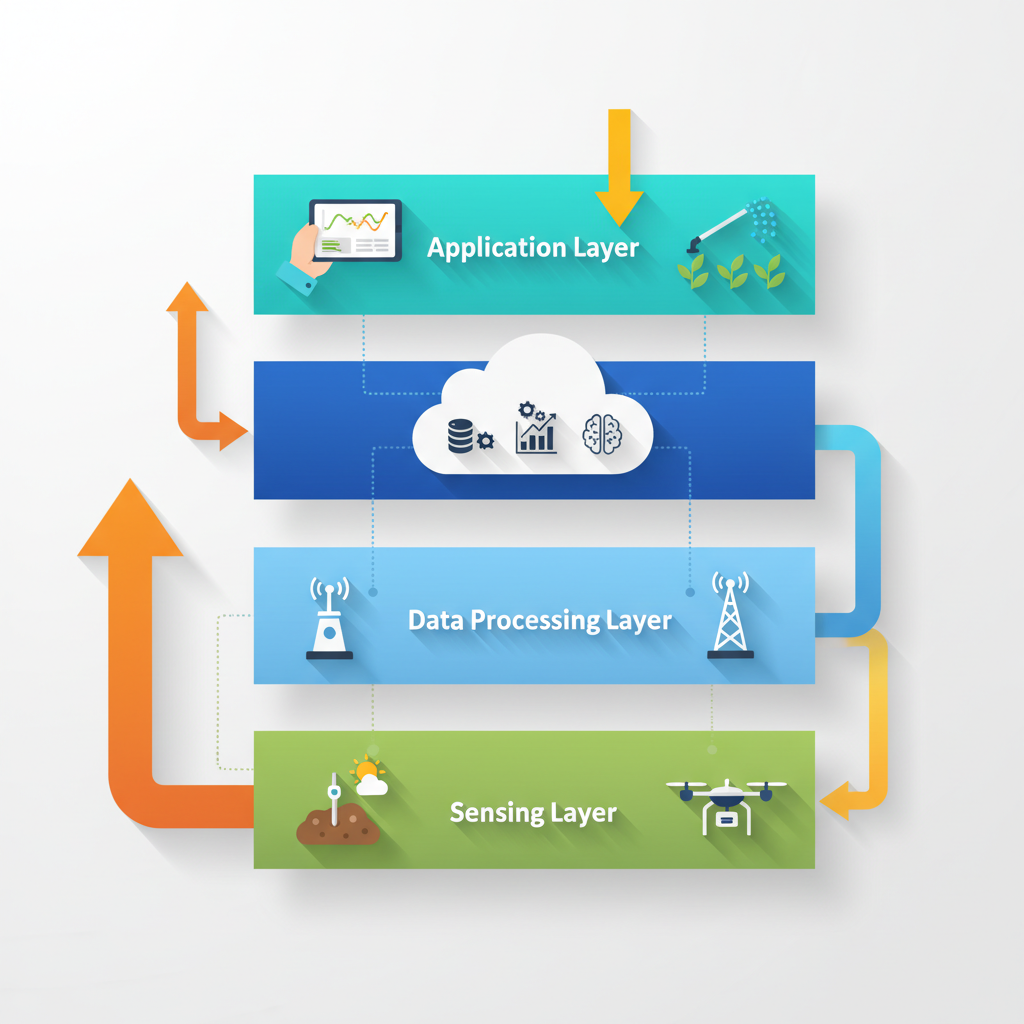 Application Layer
Data Processing Layer
Sensing Layer